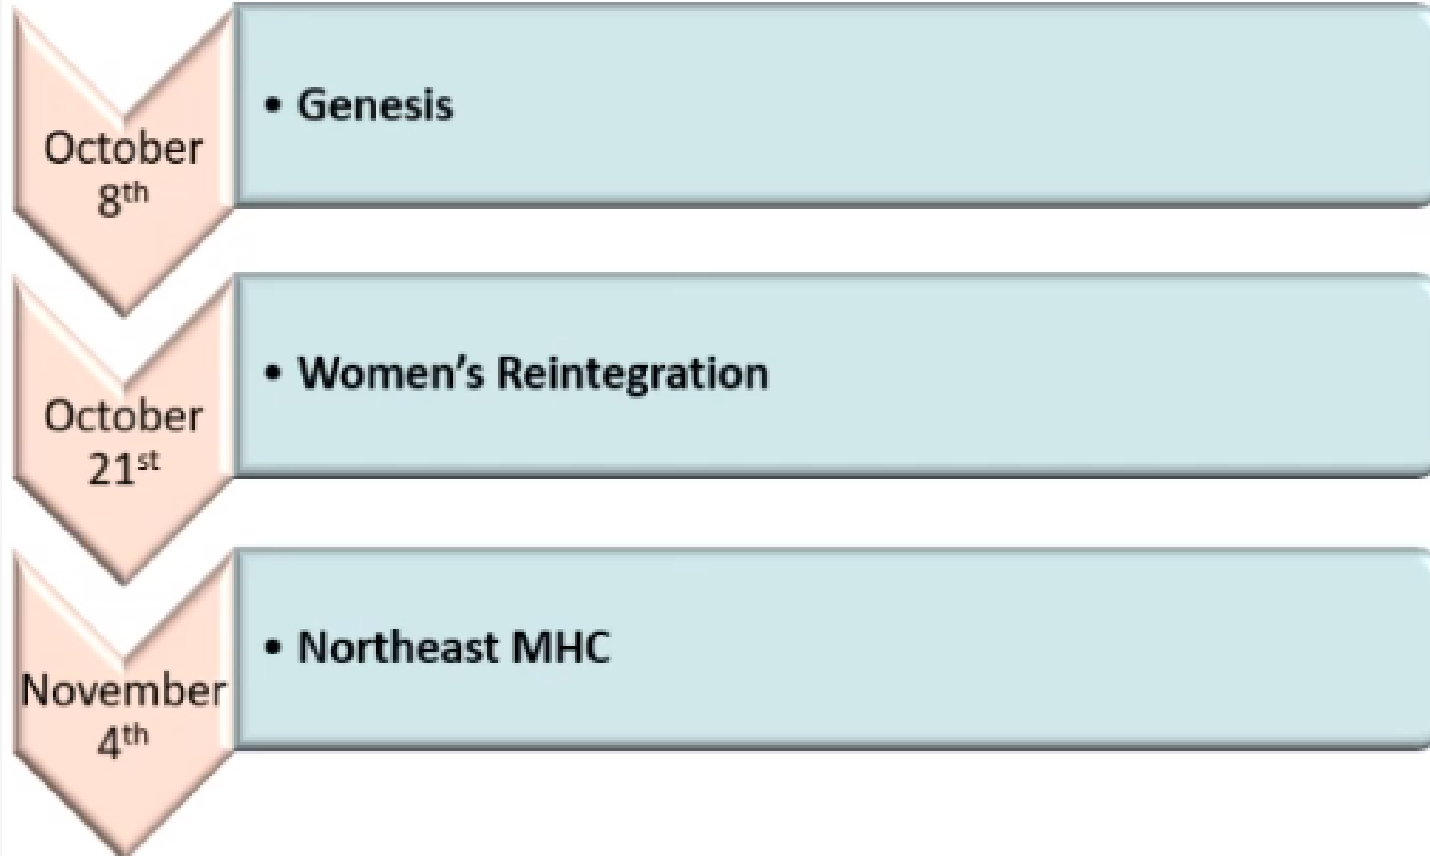 October
8th
• Genesis
October
21st
• Women’s Reintegration
November
4th
• Northeast MHC